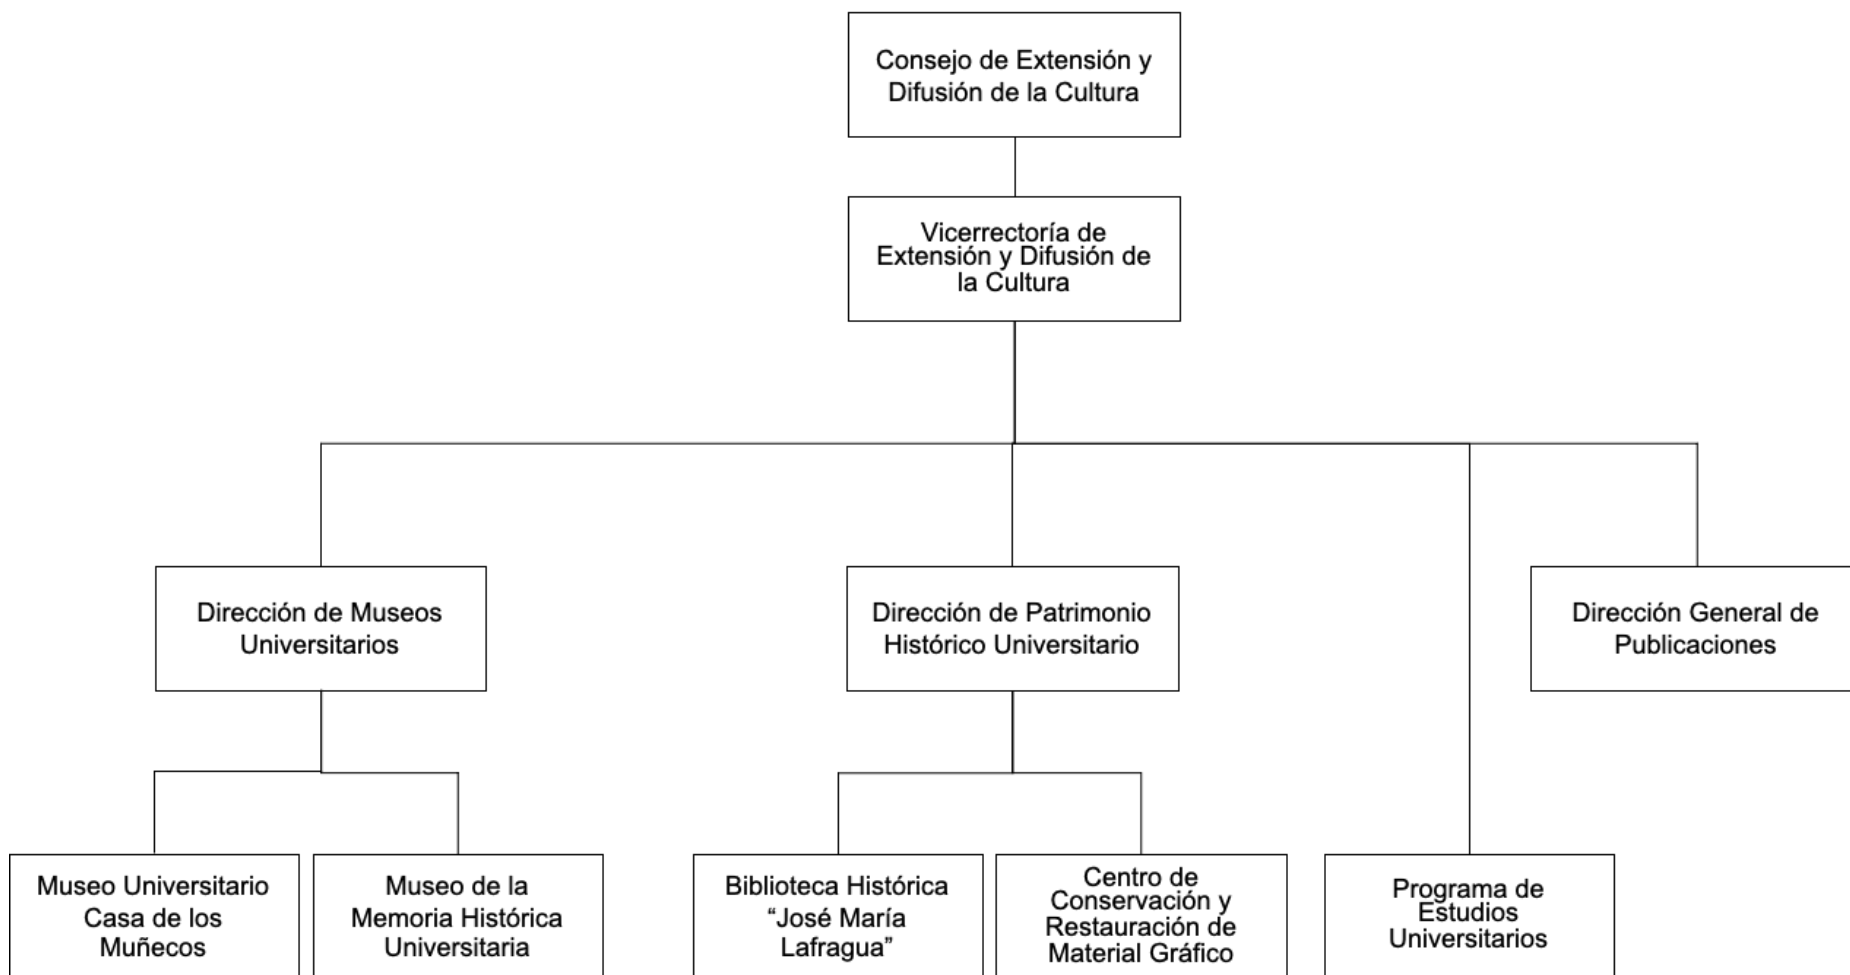 Consejo de Extensión y
Difusión de la Cultura
Vicerrectoría de
Extensión y Difusión de
la Cultura
Dirección de Museos
Universitarios
Dirección de Patrimonio
Histórico Universitario
Dirección General de
Publicaciones
Museo Universitario
Casa de los
Muñecos
Museo de la
Memoria Histórica
Universitaria
Biblioteca Histórica
“José María
Lafragua”
Centro de
Conservación y
Restauración de
Material Gráfico
Programa de
Estudios
Universitarios